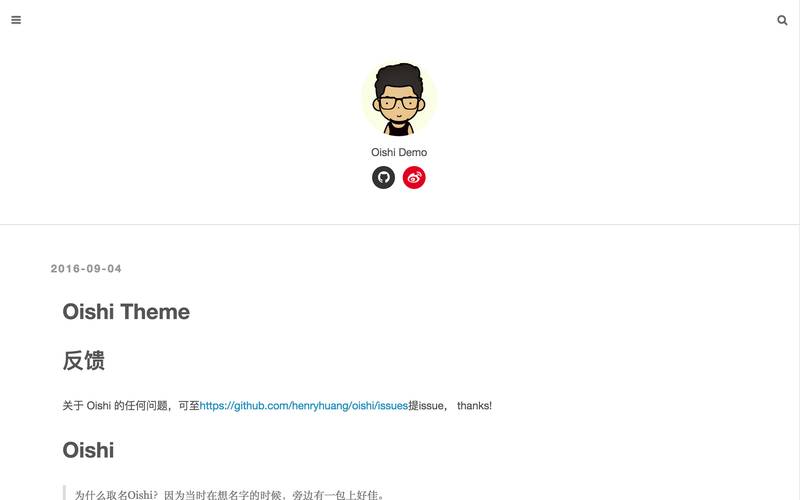 Oishi Demo
2016-09-04
Oishi Theme
反馈
关于 Oishi 的任何问题，可至https://github.com/henryhuang/oishi/issues提issue， thanks!
Oishi
为什么取名Oishi？因为当时在想名字的时候，旁边有一包上好佳。